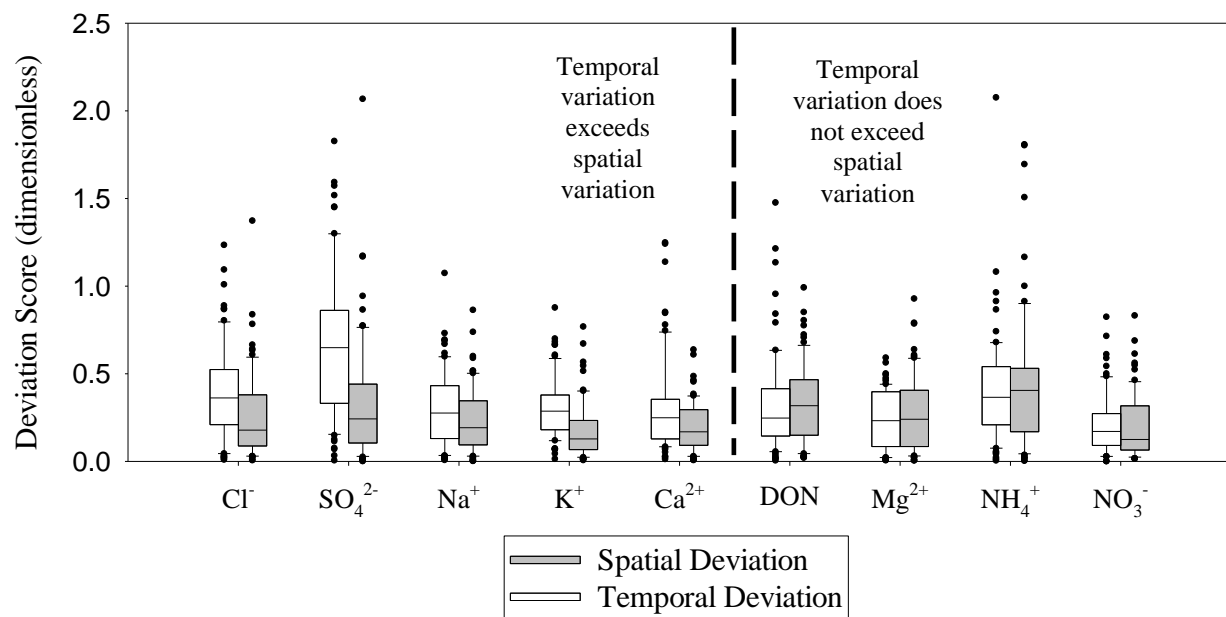 Deviation Score (dimensionless)
2.5
2.0
1.5
1.0
0.5
0.0
Temporal
variation
exceeds
spatial
variation
Temporal
variation does
not exceed
spatial
variation
Cl⁻ SO₄²⁻ Na⁺ K⁺ Ca²⁺ DON Mg²⁺ NH₄⁺ NO₃⁻
Spatial Deviation
Temporal Deviation